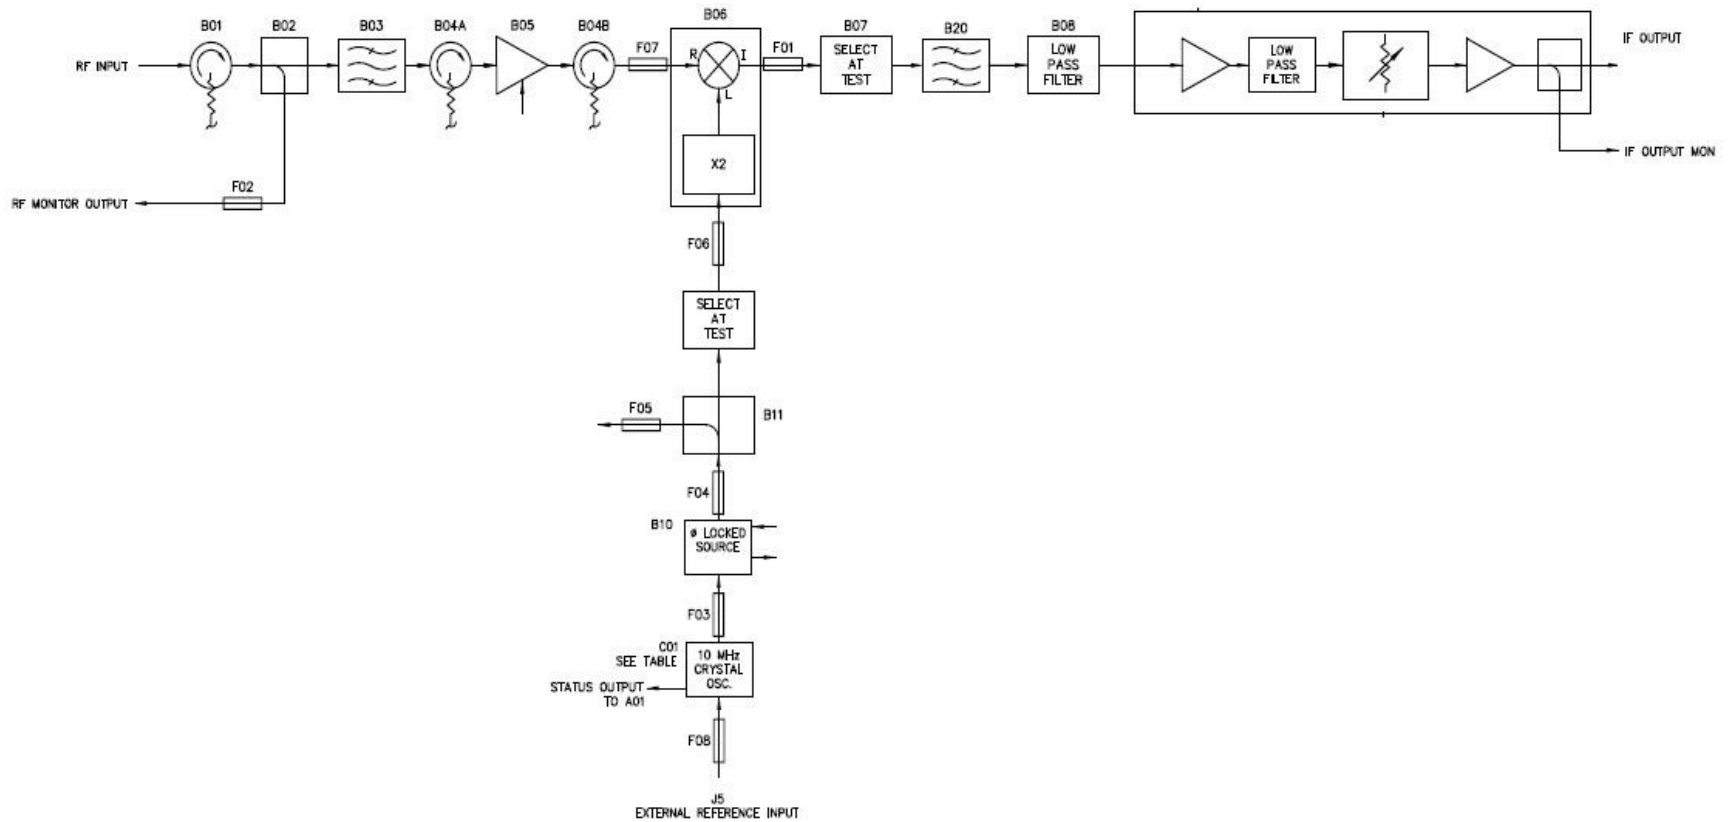 B01
B02
B03
B04A
B05
B04B
B06
B07
B20
B08
RF INPUT
F07
R
I
L
F01
SELECT
AT
TEST
LOW
PASS
FILTER
LOW
PASS
FILTER
IF OUTPUT
IF OUTPUT MON
X2
F02
RF MONITOR OUTPUT
F06
SELECT
AT
TEST
F05
B11
F04
B10
ø LOCKED
SOURCE
F03
C01
SEE TABLE
10 MHz
CRYSTAL
OSC.
STATUS OUTPUT
TO A01
F08
J5
EXTERNAL REFERENCE INPUT